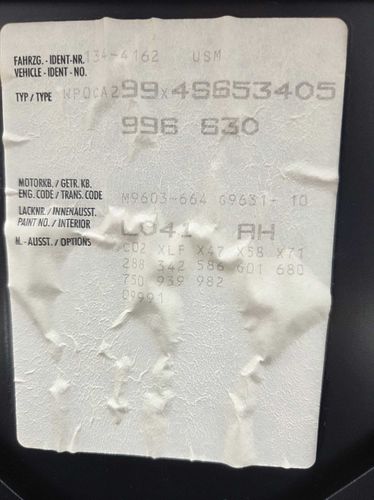 FAHRZG. - IDENT-NR. 134-4162 USM
VEHICLE - IDENT - NO.
TYP / TYPE WP0CA299X4S653405
996 630
MOTORKB. / GETR. KB.
ENG. CODE / TRANS. CODE M9603-664 G9631- 10
LACKNR. / INNENAUSST.
PAINT NO. / INTERIOR L041 AH
M.-AUSST. / OPTIONS C02 XLF X47 X58 X71
288 342 586 601 680
750 939 982
09991